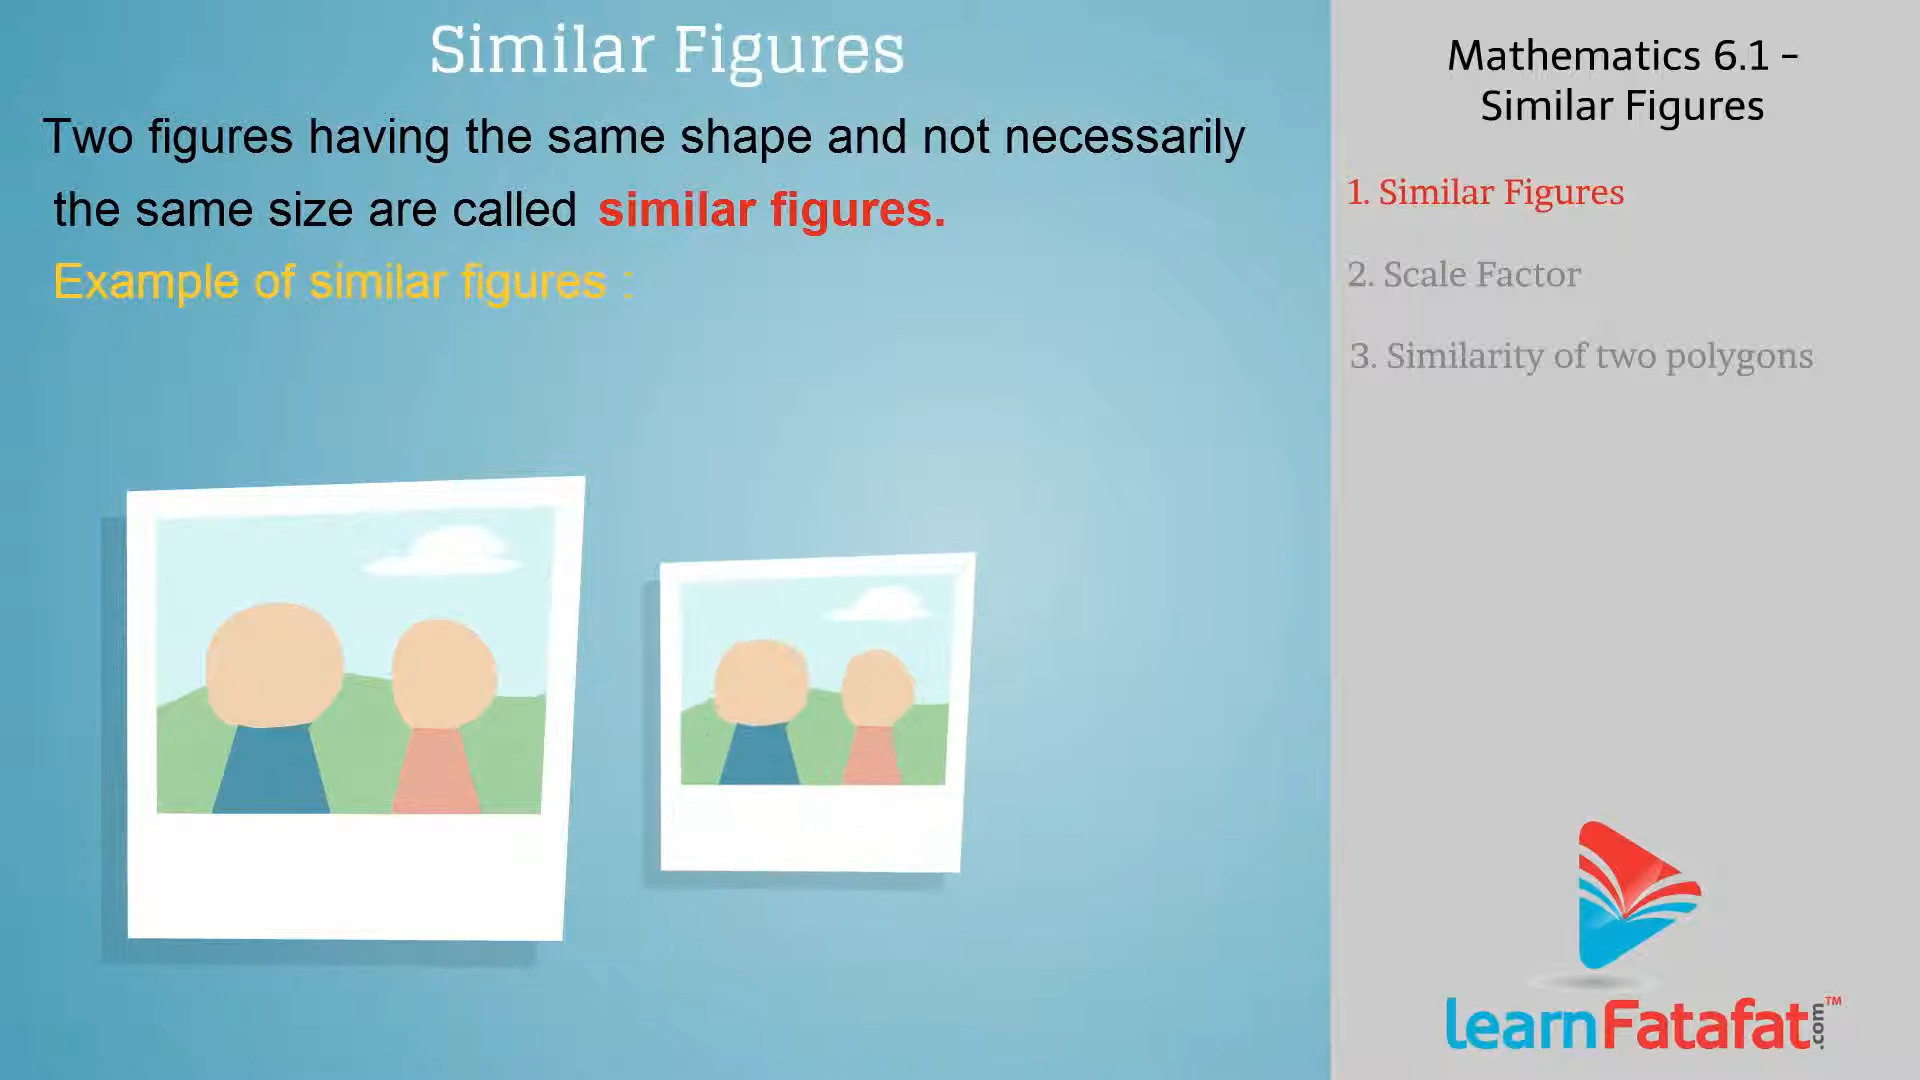 Similar Figures
Two figures having the same shape and not necessarily
the same size are called similar figures.
Example of similar figures :
Mathematics 6.1 –
Similar Figures
1. Similar Figures
2. Scale Factor
3. Similarity of two polygons
learnFatafat.com™